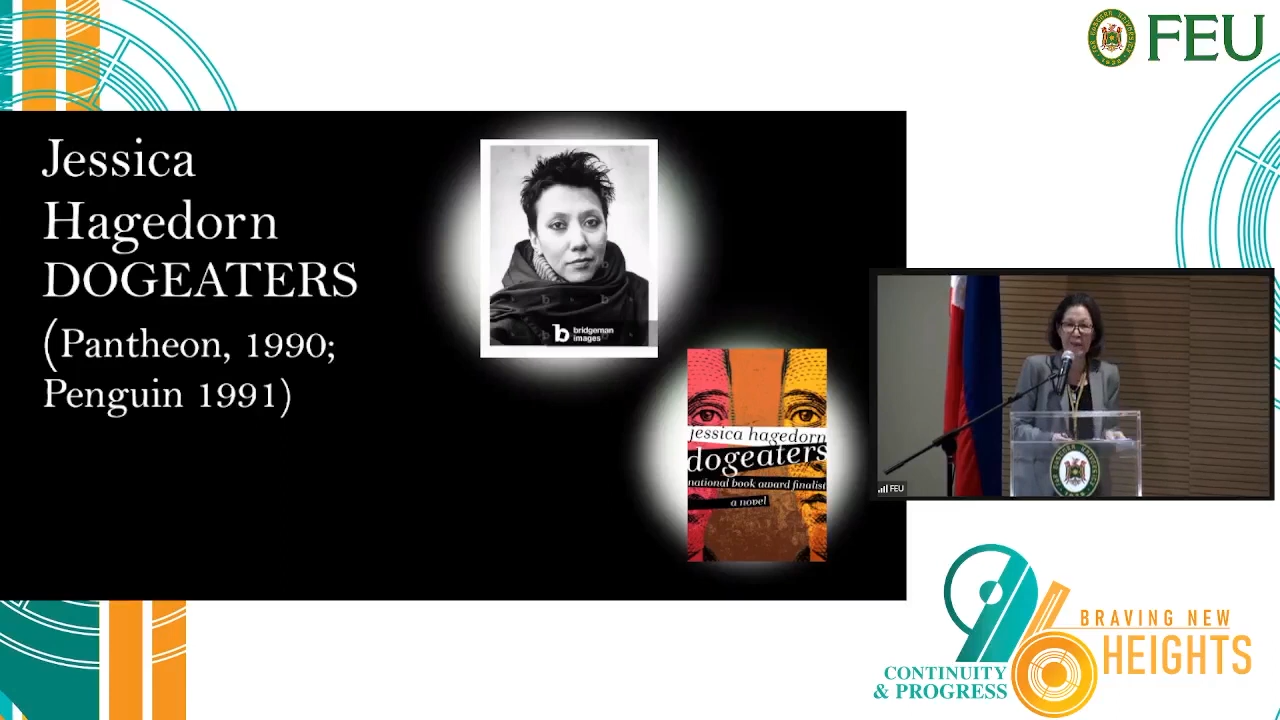 FEU
Jessica
Hagedorn
DOGEATERS
(Pantheon, 1990;
Penguin 1991)
b bridgeman
images
jessica hagedorn
dogeaters
national book award finalist
a novel
FEU
96
BRAVING NEW
HEIGHTS
CONTINUITY
& PROGRESS